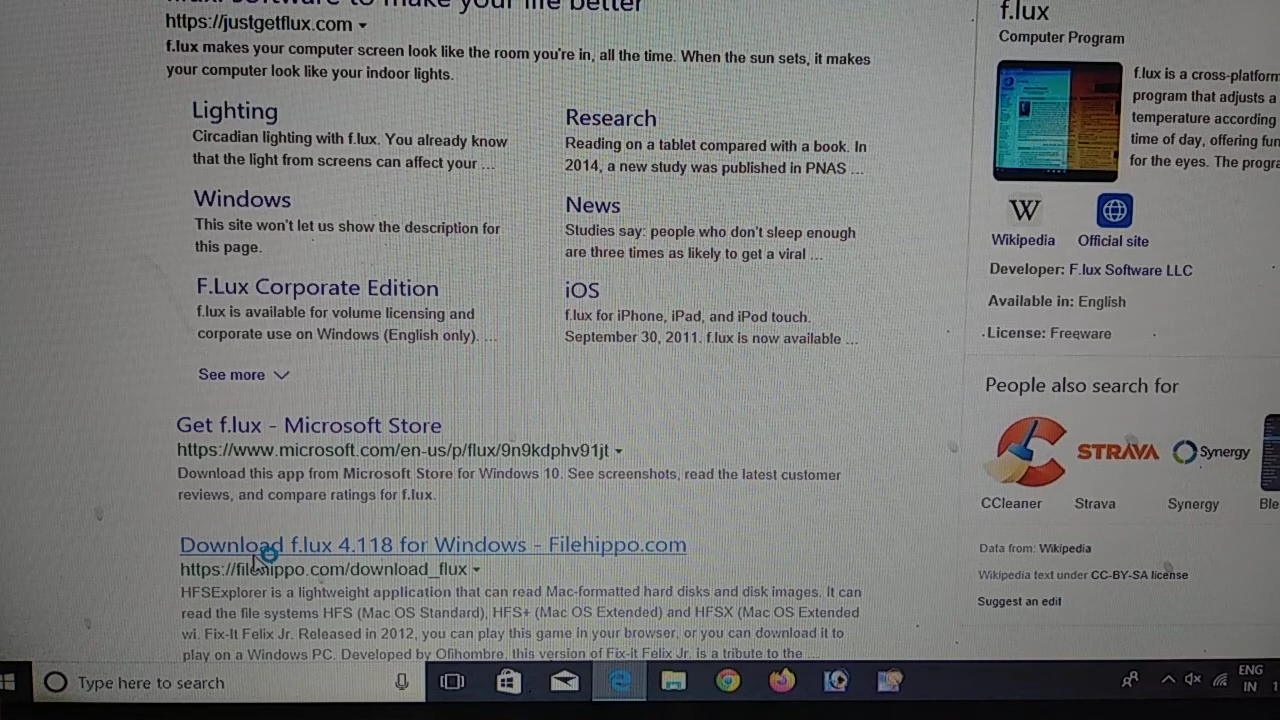 https://justgetflux.com
f.lux makes your computer screen look like the room you're in, all the time. When the sun sets, it makes
your computer look like your indoor lights.
Lighting
Circadian lighting with f.lux. You already know
that the light from screens can affect your ...
Research
Reading on a tablet compared with a book. In
2014, a new study was published in PNAS ...
Windows
This site won't let us show the description for
this page.
News
Studies say: people who don't sleep enough
are three times as likely to get a viral ...
F.Lux Corporate Edition
f.lux is available for volume licensing and
corporate use on Windows (English only). ...
iOS
f.lux for iPhone, iPad, and iPod touch.
September 30, 2011. f.lux is now available ...
See more
Get f.lux - Microsoft Store
https://www.microsoft.com/en-us/p/flux/9n9kdphv91jt
Download this app from Microsoft Store for Windows 10. See screenshots, read the latest customer
reviews, and compare ratings for f.lux.
Download f.lux 4.118 for Windows - Filehippo.com
https://filehippo.com/download_flux
HFSExplorer is a lightweight application that can read Mac-formatted hard disks and disk images. It can
read the file systems HFS (Mac OS Standard), HFS+ (Mac OS Extended) and HFSX (Mac OS Extended
wi. Fix-It Felix Jr. Released in 2012, you can play this game in your browser, or you can download it to
play on a Windows PC. Developed by Ofihombre, this version of Fix-it Felix Jr. is a tribute to the ...
f.lux
Computer Program
f.lux is a cross-platform
program that adjusts a
temperature according
time of day, offering fun
for the eyes. The progra
W
Wikipedia
Official site
Developer: F.lux Software LLC
Available in: English
License: Freeware
People also search for
STRAVA
Synergy
CCleaner
Strava
Synergy
Ble
Data from: Wikipedia
Wikipedia text under CC-BY-SA license
Suggest an edit
Type here to search
ENG
IN